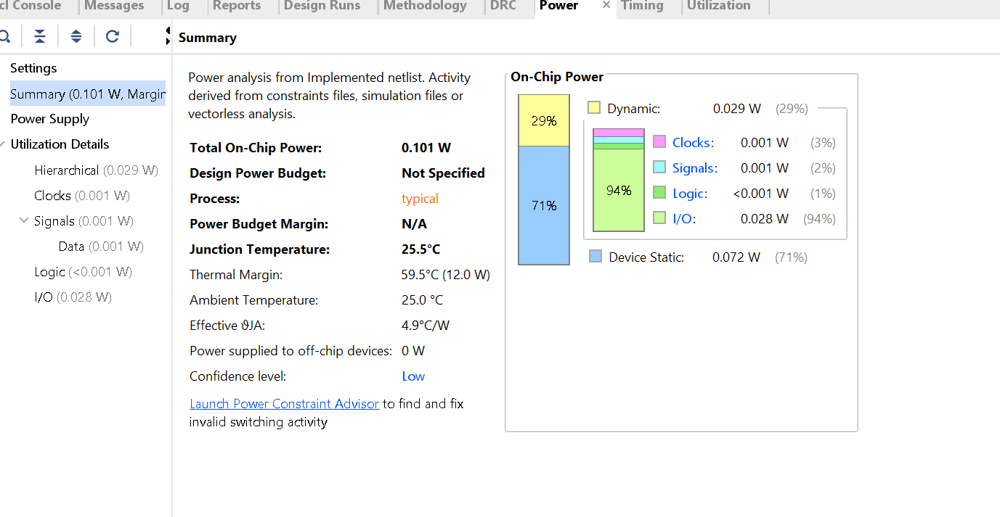 cl Console Messages Log Reports Design Runs Methodology DRC Power × Timing Utilization
Summary
Settings
Summary (0.101 W, Margin
Power Supply
Utilization Details
Hierarchical (0.029 W)
Clocks (0.001 W)
Signals (0.001 W)
Data (0.001 W)
Logic (<0.001 W)
I/O (0.028 W)
Power analysis from Implemented netlist. Activity
derived from constraints files, simulation files or
vectorless analysis.
Total On-Chip Power: 0.101 W
Design Power Budget: Not Specified
Process: typical
Power Budget Margin: N/A
Junction Temperature: 25.5°C
Thermal Margin: 59.5°C (12.0 W)
Ambient Temperature: 25.0 °C
Effective ϑJA: 4.9°C/W
Power supplied to off-chip devices: 0 W
Confidence level: Low
Launch Power Constraint Advisor to find and fix
invalid switching activity
On-Chip Power
29%
71%
Dynamic: 0.029 W (29%)
94%
Clocks: 0.001 W (3%)
Signals: 0.001 W (2%)
Logic: <0.001 W (1%)
I/O: 0.028 W (94%)
Device Static: 0.072 W (71%)